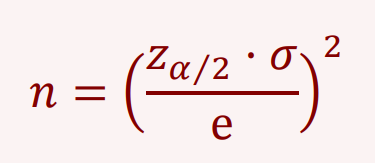 n = (z_{α/2} · σ / e)²